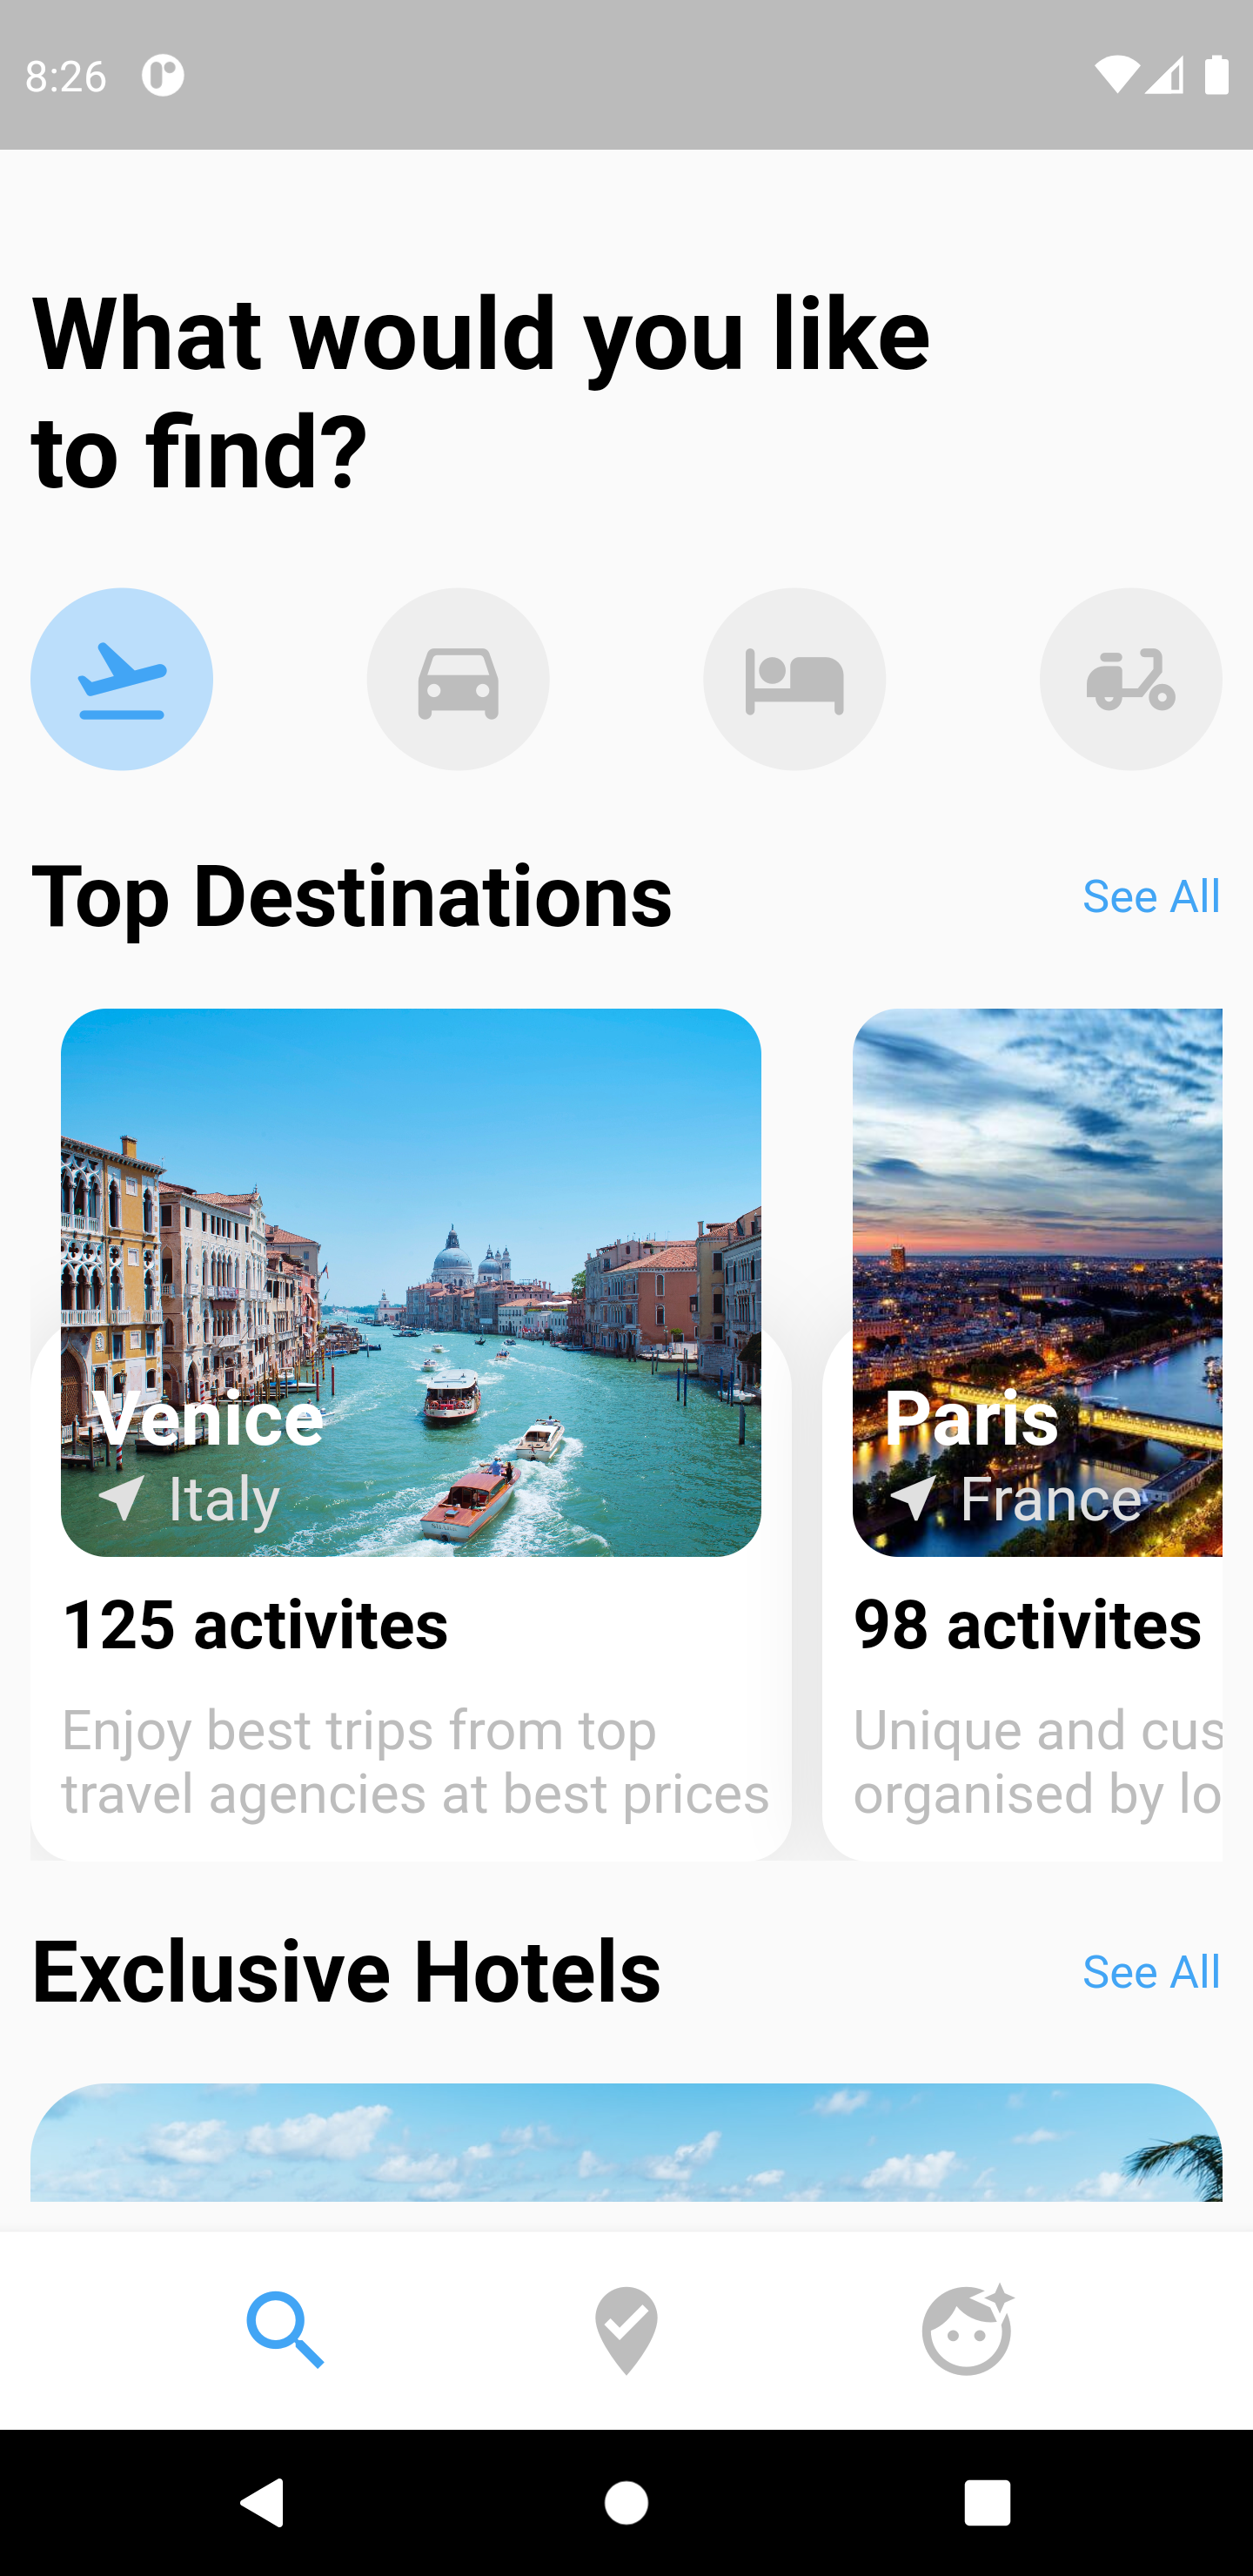 8:26
What would you like
to find?
Top Destinations
See All
Venice
Italy
125 activites
Enjoy best trips from top
travel agencies at best prices
Paris
France
98 activites
Unique and cus
organised by lo
Exclusive Hotels
See All